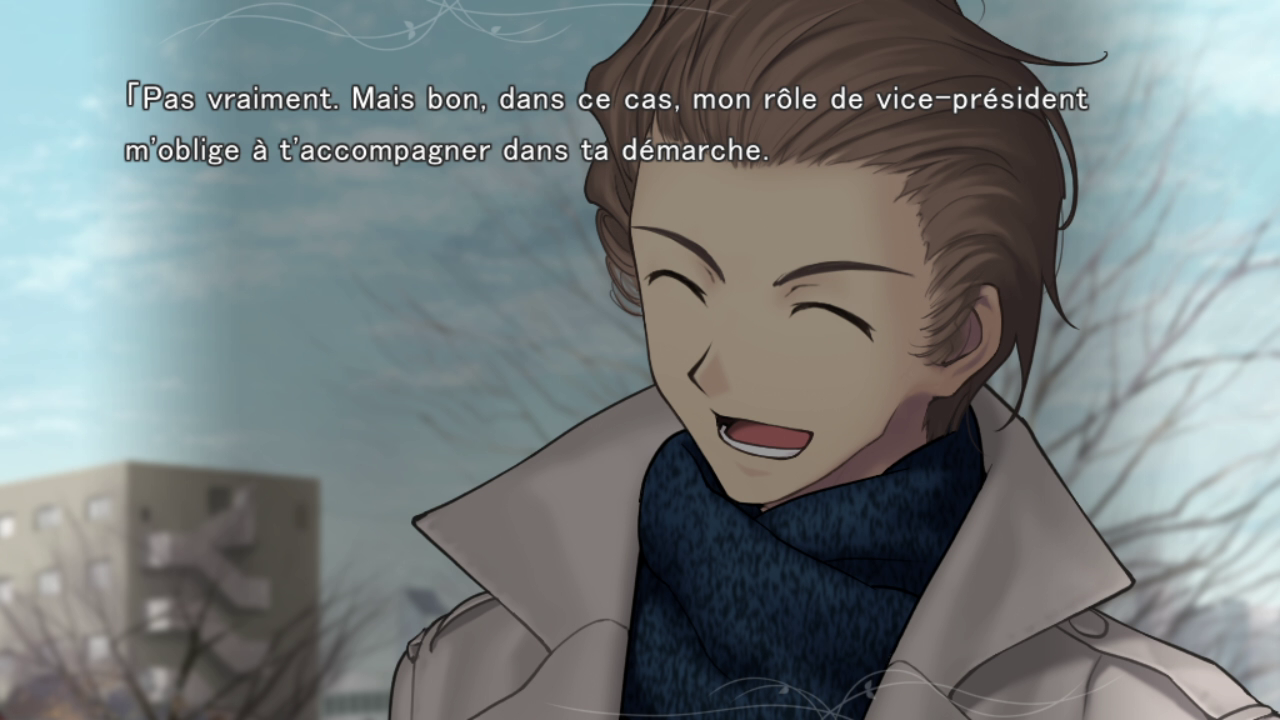 「Pas vraiment. Mais bon, dans ce cas, mon rôle de vice-président
m'oblige à t'accompagner dans ta démarche.